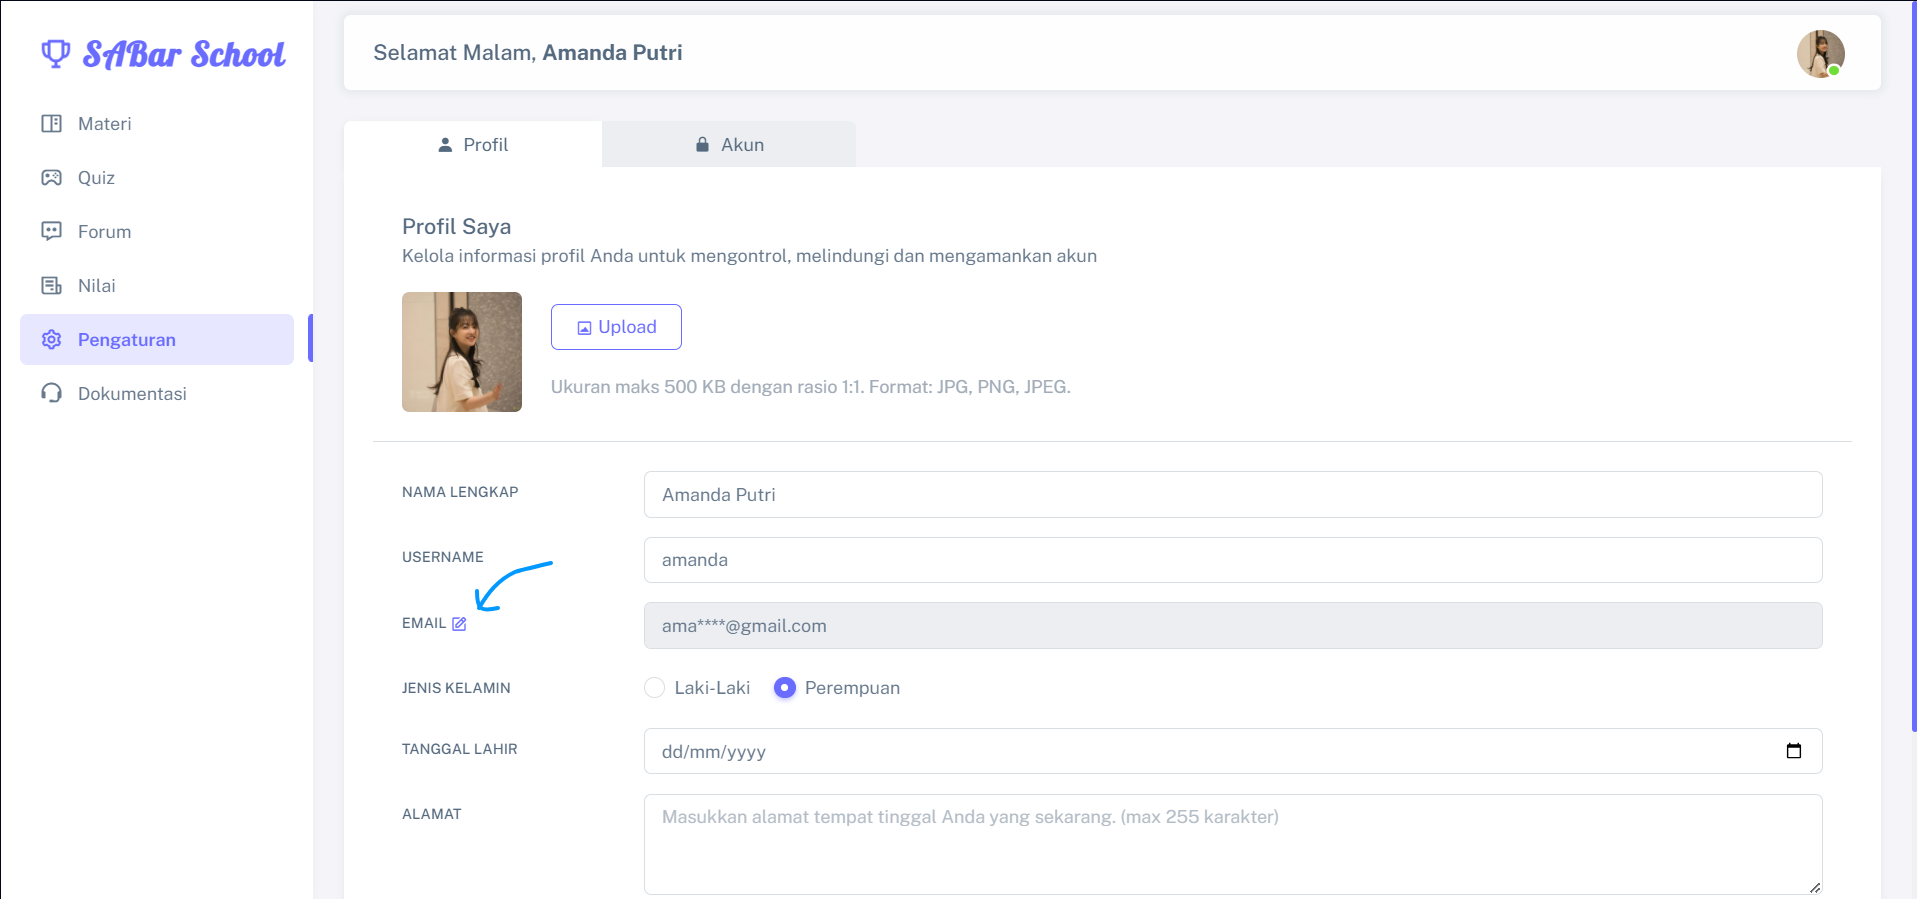 SABar School
Materi
Quiz
Forum
Nilai
Pengaturan
Dokumentasi
Selamat Malam, Amanda Putri
Profil
Akun
Profil Saya
Kelola informasi profil Anda untuk mengontrol, melindungi dan mengamankan akun
Upload
Ukuran maks 500 KB dengan rasio 1:1. Format: JPG, PNG, JPEG.
NAMA LENGKAP
Amanda Putri
USERNAME
amanda
EMAIL
ama****@gmail.com
JENIS KELAMIN
Laki-Laki
Perempuan
TANGGAL LAHIR
dd/mm/yyyy
ALAMAT
Masukkan alamat tempat tinggal Anda yang sekarang. (max 255 karakter)